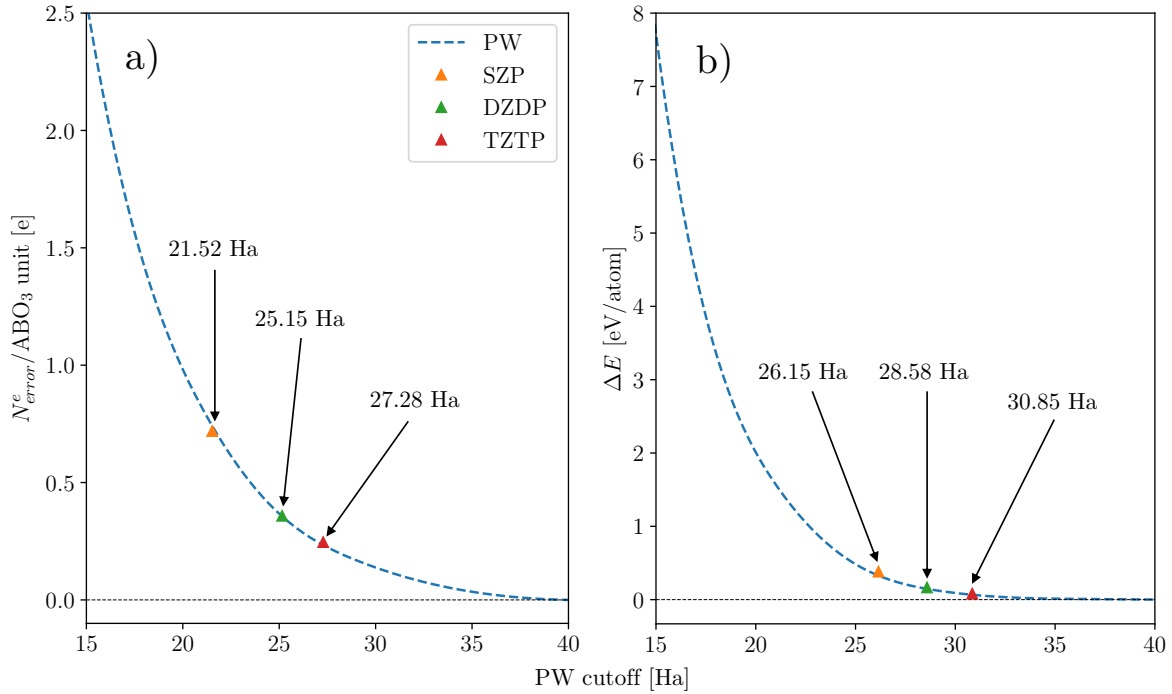 a)
PW
SZP
DZDP
TZTP
21.52 Ha
25.15 Ha
27.28 Ha
2.5
2.0
1.5
1.0
0.5
0.0
15
20
25
30
35
40
N^e_{error}/ABO₃ unit [e]
b)
26.15 Ha
28.58 Ha
30.85 Ha
8
7
6
5
4
3
2
1
0
15
20
25
30
35
40
ΔE [eV/atom]
PW cutoff [Ha]